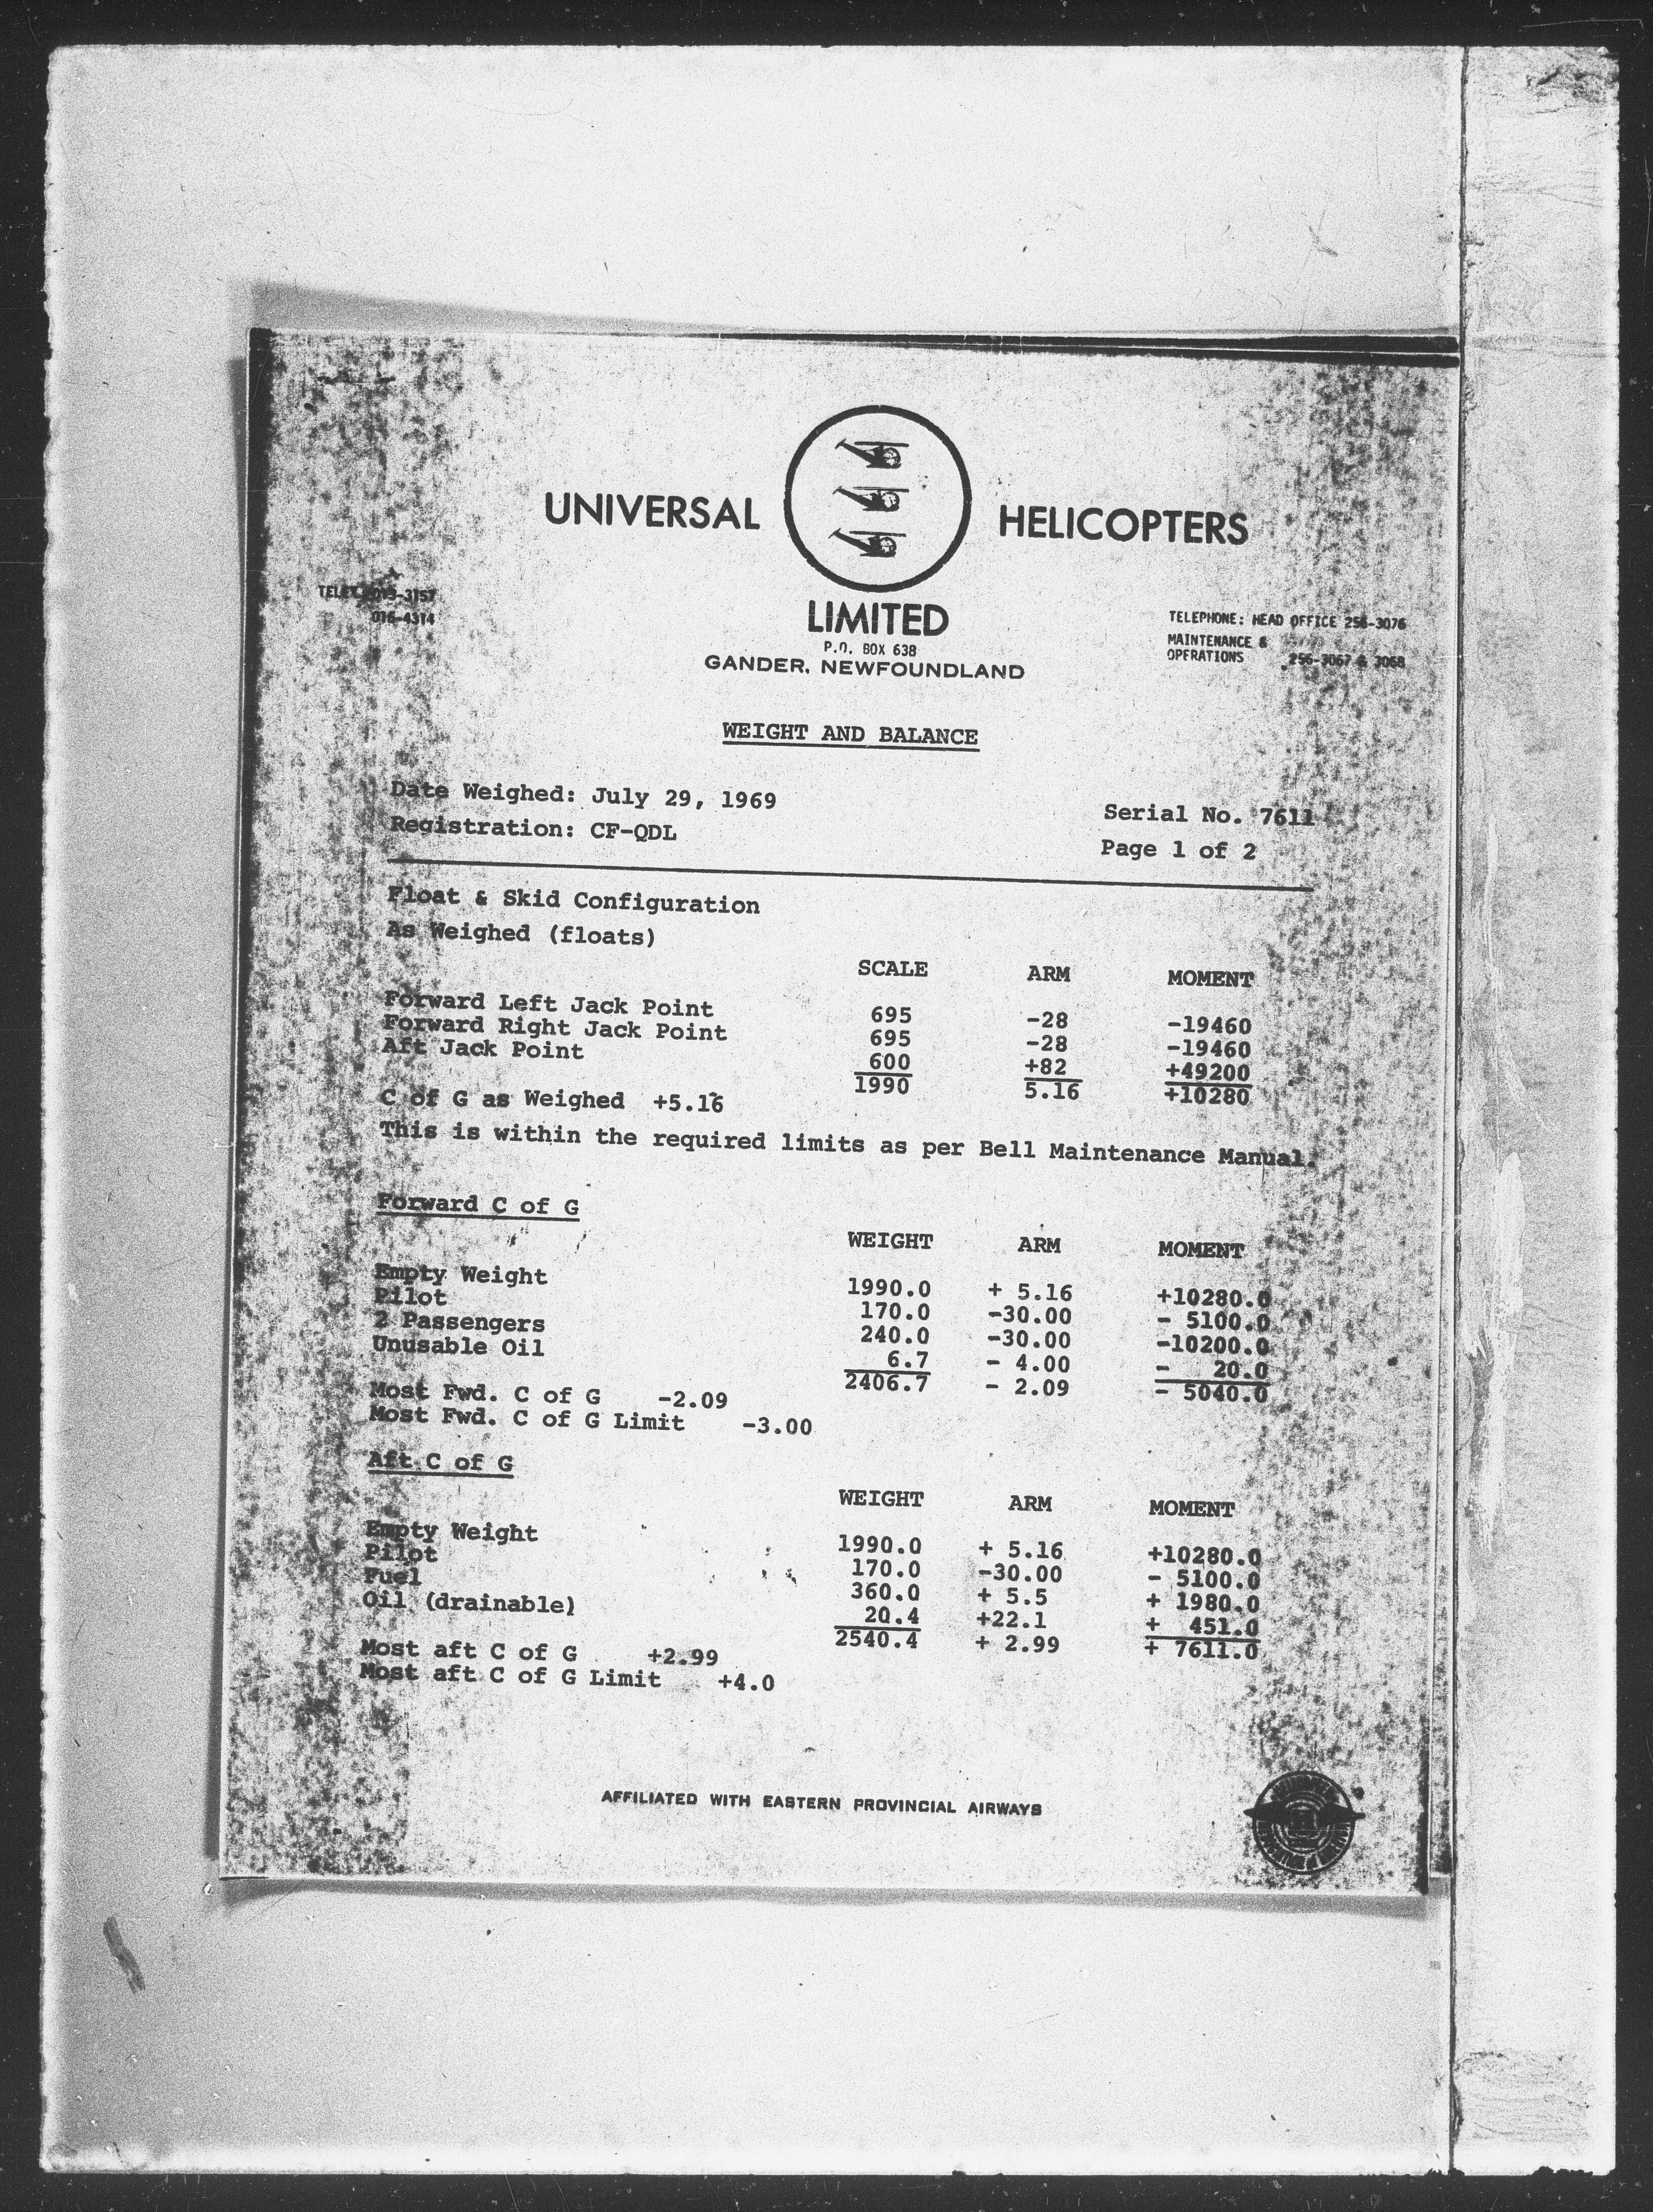 UNIVERSAL HELICOPTERS
LIMITED
P.O. BOX 638
GANDER, NEWFOUNDLAND
016-4314
TELEPHONE: HEAD OFFICE 256-3076
MAINTENANCE &
OPERATIONS 256-3067 & 3068
WEIGHT AND BALANCE
Date Weighed: July 29, 1969 Serial No. 7611
Registration: CF-QDL Page 1 of 2
Float & Skid Configuration
As Weighed (floats)
SCALE ARM MOMENT
Forward Left Jack Point 695 -28 -19460
Forward Right Jack Point 695 -28 -19460
Aft Jack Point 600 +82 +49200
1990 5.16 +10280
C of G as Weighed +5.16
This is within the required limits as per Bell Maintenance Manual.
Forward C of G
WEIGHT ARM MOMENT
Empty Weight 1990.0 + 5.16 +10280.0
Pilot 170.0 -30.00 - 5100.0
2 Passengers 240.0 -30.00 -10200.0
Unusable Oil 6.7 - 4.00 - 20.0
2406.7 - 2.09 - 5040.0
Most Fwd. C of G -2.09
Most Fwd. C of G Limit -3.00
Aft C of G
WEIGHT ARM MOMENT
Empty Weight 1990.0 + 5.16 +10280.0
Pilot 170.0 -30.00 - 5100.0
Fuel 360.0 + 5.5 + 1980.0
Oil (drainable) 20.4 +22.1 + 451.0
2540.4 + 2.99 + 7611.0
Most aft C of G +2.99
Most aft C of G Limit +4.0
AFFILIATED WITH EASTERN PROVINCIAL AIRWAYS